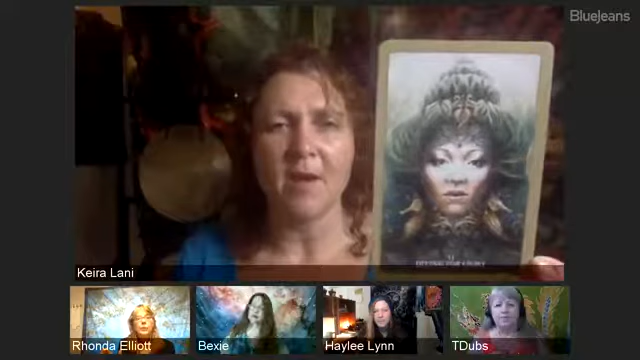 BlueJeans
Keira Lani
Rhonda Elliott
Bexie
Haylee Lynn
TDubs